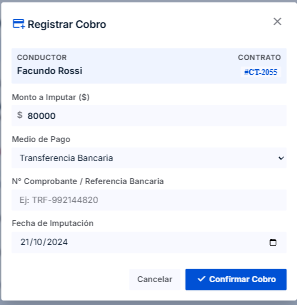 Registrar Cobro
CONDUCTOR
CONTRATO
Facundo Rossi
#CT-2055
Monto a Imputar ($)
$ 80000
Medio de Pago
Transferencia Bancaria
Nº Comprobante / Referencia Bancaria
Ej: TRF-992144820
Fecha de Imputación
21/10/2024
Cancelar
Confirmar Cobro